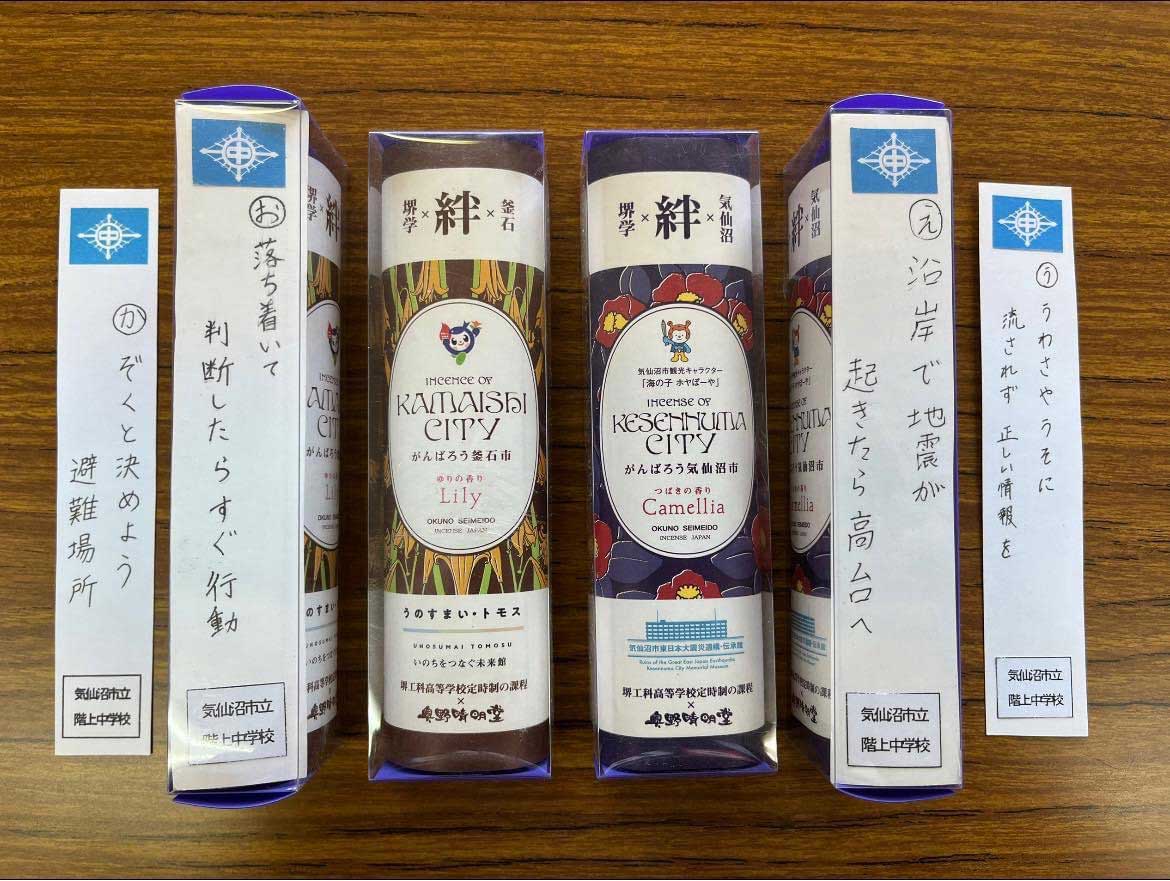 か ぞくと決めよう
避難場所
気仙沼市立
階上中学校
お 落ち着いて
判断したらすぐ行動
気仙沼市立
階上中学校
堺学×絆×釜石
INCENCE OF
KAMAISHI
CITY
がんばろう釜石市
ゆりの香り
Lily
OKUNO SEIMEIDO
INCENSE JAPAN
うのすまい・トモス
UNOSUMAI TOMOSU
いのちをつなぐ未来館
堺工科高等学校定時制の課程
×
奥野晴明堂
堺学×絆×気仙沼
気仙沼市観光キャラクター
「海の子 ホヤぼーや」
INCENSE OF
KESENNUMA
CITY
がんばろう気仙沼市
つばきの香り
Camellia
OKUNO SEIMEIDO
INCENSE JAPAN
気仙沼市東日本大震災遺構・伝承館
Ruins of the Great East Japan Earthquake
Kesennuma City Memorial Museum
堺工科高等学校定時制の課程
×
奥野晴明堂
え 沿岸で地震が
起きたら高台へ
気仙沼市立
階上中学校
う うわさやうそに
流されず 正しい情報を
気仙沼市立
階上中学校